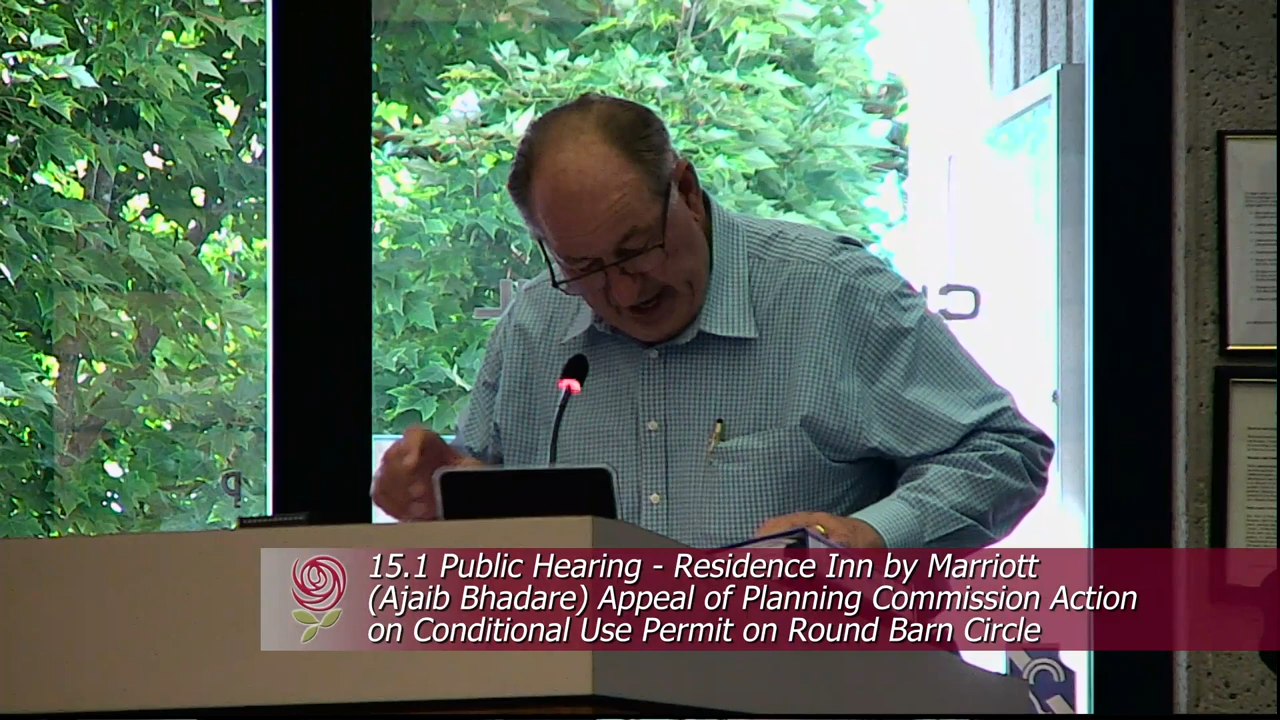 15.1 Public Hearing - Residence Inn by Marriott
(Ajaib Bhadare) Appeal of Planning Commission Action
on Conditional Use Permit on Round Barn Circle